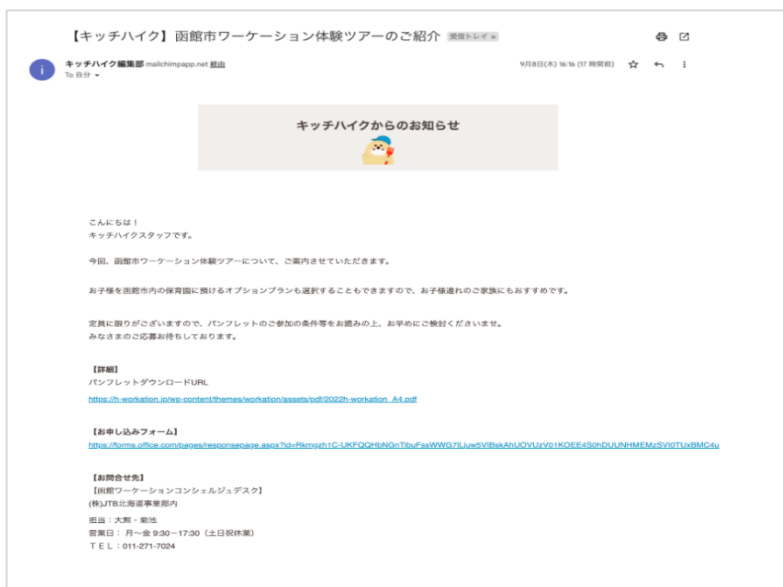 【キッチハイク】函館市ワーケーション体験ツアーのご紹介 受信トレイ ×
i
キッチハイク編集部 mailchimpapp.net 経由
9月8日(木) 16:16 (17 時間前)
To 自分
キッチハイクからのお知らせ
こんにちは！
キッチハイクスタッフです。
今回、函館市ワーケーション体験ツアーについて、ご案内させていただきます。
お子様を函館市内の保育園に預けるオプションプランも選択することもできますので、お子様連れのご家族にもおすすめです。
定員に限りがございますので、パンフレットのご参加の条件等をお読みの上、お早めにご検討くださいませ。
みなさまのご応募お待ちしております。
【詳細】
パンフレットダウンロードURL
https://h-workation.jp/wp-content/themes/workation/assets/pdf/2022h-workation_A4.pdf
【お申し込みフォーム】
【お問合せ先】
【函館ワーケーションコンシェルジュデスク】
(株)JTB北海道事業部内
担当：大熊・菊池
営業日： 月〜金 9:30−17:30（土日祝休業）
ＴＥＬ：011-271-7024